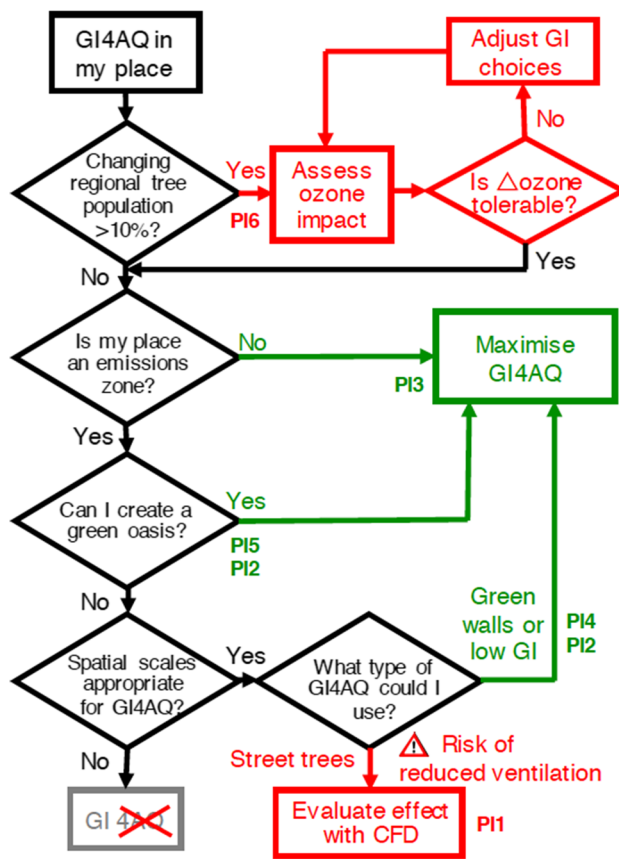 GI4AQ in
my place
Adjust GI
choices
No
Changing
regional tree
population
>10%?
Yes
PI6
Assess
ozone
impact
Is △ozone
tolerable?
Yes
No
Is my place
an emissions
zone?
No
PI3
Maximise
GI4AQ
Yes
Can I create a
green oasis?
Yes
PI5
PI2
No
Green
walls or
low GI
PI4
PI2
Spatial scales
appropriate
for GI4AQ?
Yes
What type of
GI4AQ could I
use?
No
Street trees
Risk of
reduced ventilation
GI 4AQ
Evaluate effect
with CFD
PI1